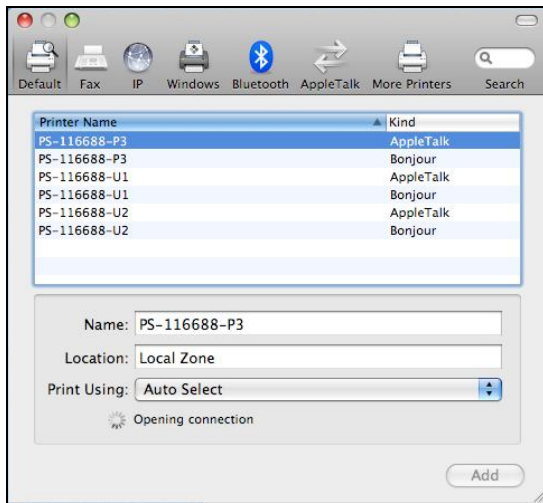 Default Fax IP Windows Bluetooth AppleTalk More Printers Search
Printer Name Kind
PS-116688-P3 AppleTalk
PS-116688-P3 Bonjour
PS-116688-U1 AppleTalk
PS-116688-U1 Bonjour
PS-116688-U2 AppleTalk
PS-116688-U2 Bonjour
Name: PS-116688-P3
Location: Local Zone
Print Using: Auto Select
Opening connection
Add